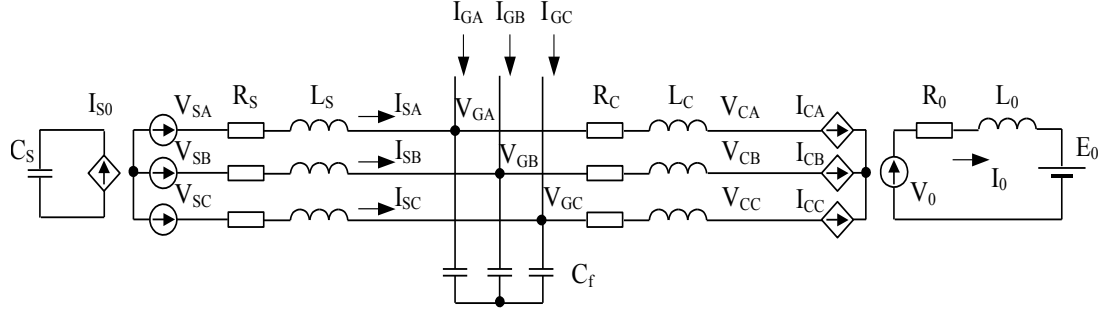 I_GA I_GB I_GC
I_S0 V_SA R_S L_S I_SA V_GA R_C L_C V_CA I_CA R_0 L_0
C_S V_SB I_SB V_GB V_CB I_CB V_0 I_0 E_0
V_SC I_SC V_GC V_CC I_CC
C_f